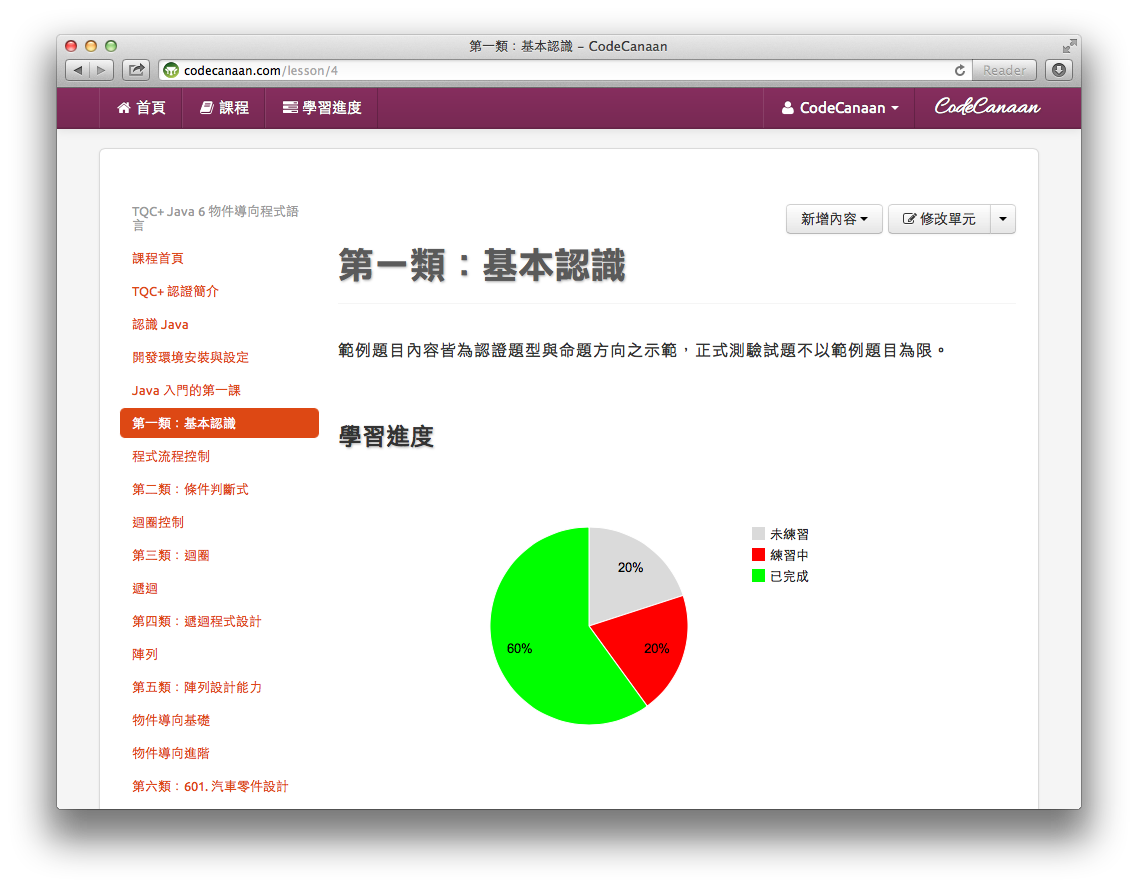 第一類：基本認識 – CodeCanaan
codecanaan.com/lesson/4
Reader
首頁
課程
學習進度
CodeCanaan
CodeCanaan
TQC+ Java 6 物件導向程式語
言
課程首頁
TQC+ 認證簡介
認識 Java
開發環境安裝與設定
Java 入門的第一課
第一類：基本認識
程式流程控制
第二類：條件判斷式
迴圈控制
第三類：迴圈
遞迴
第四類：遞迴程式設計
陣列
第五類：陣列設計能力
物件導向基礎
物件導向進階
第六類：601. 汽車零件設計
新增內容
修改單元
第一類：基本認識
範例題目內容皆為認證題型與命題方向之示範，正式測驗試題不以範例題目為限。
學習進度
20%
20%
60%
未練習
練習中
已完成